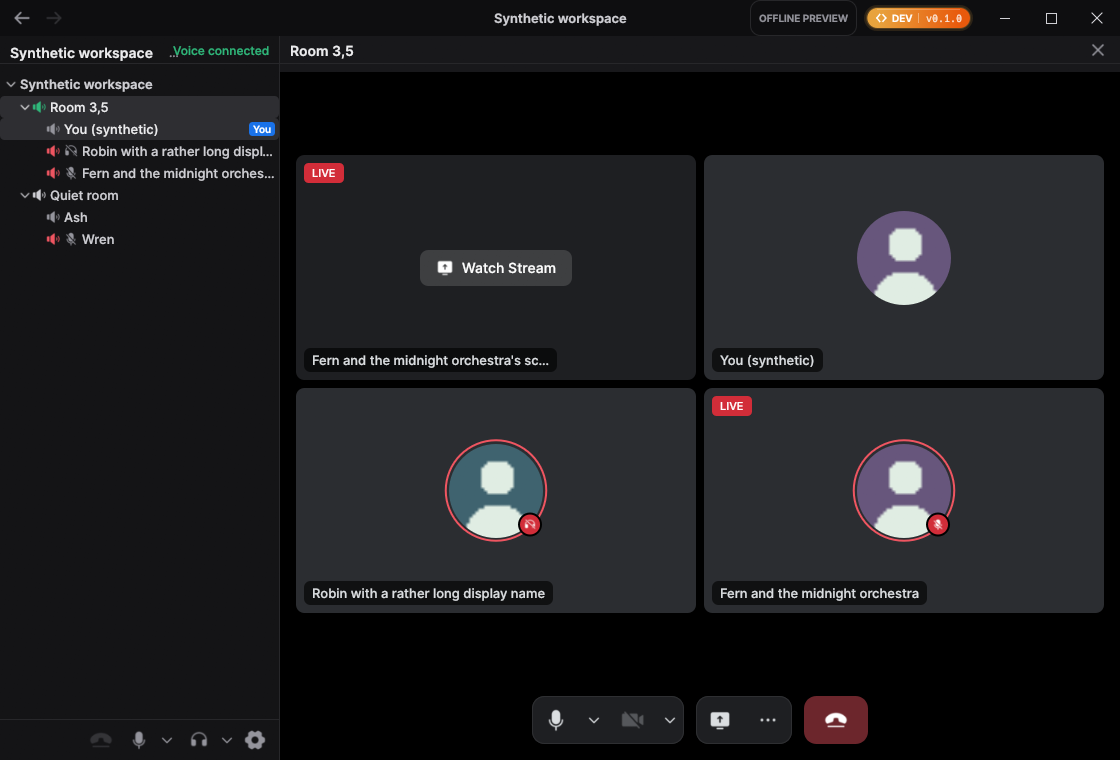 Synthetic workspace
OFFLINE PREVIEW
DEV v0.1.0
Synthetic workspace
..Voice connected
Room 3,5
Synthetic workspace
Room 3,5
You (synthetic)
You
Robin with a rather long displ...
Fern and the midnight orches...
Quiet room
Ash
Wren
LIVE
Watch Stream
Fern and the midnight orchestra's sc...
You (synthetic)
LIVE
Robin with a rather long display name
Fern and the midnight orchestra